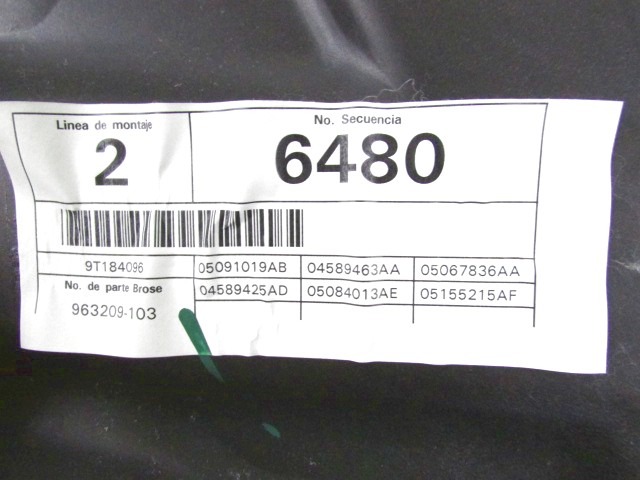 Linea de montaje
2
No. Secuencia
6480
9T184096 05091019AB 04589463AA 05067836AA
No. de parte Brose
963209-103
04589425AD 05084013AE 05155215AF